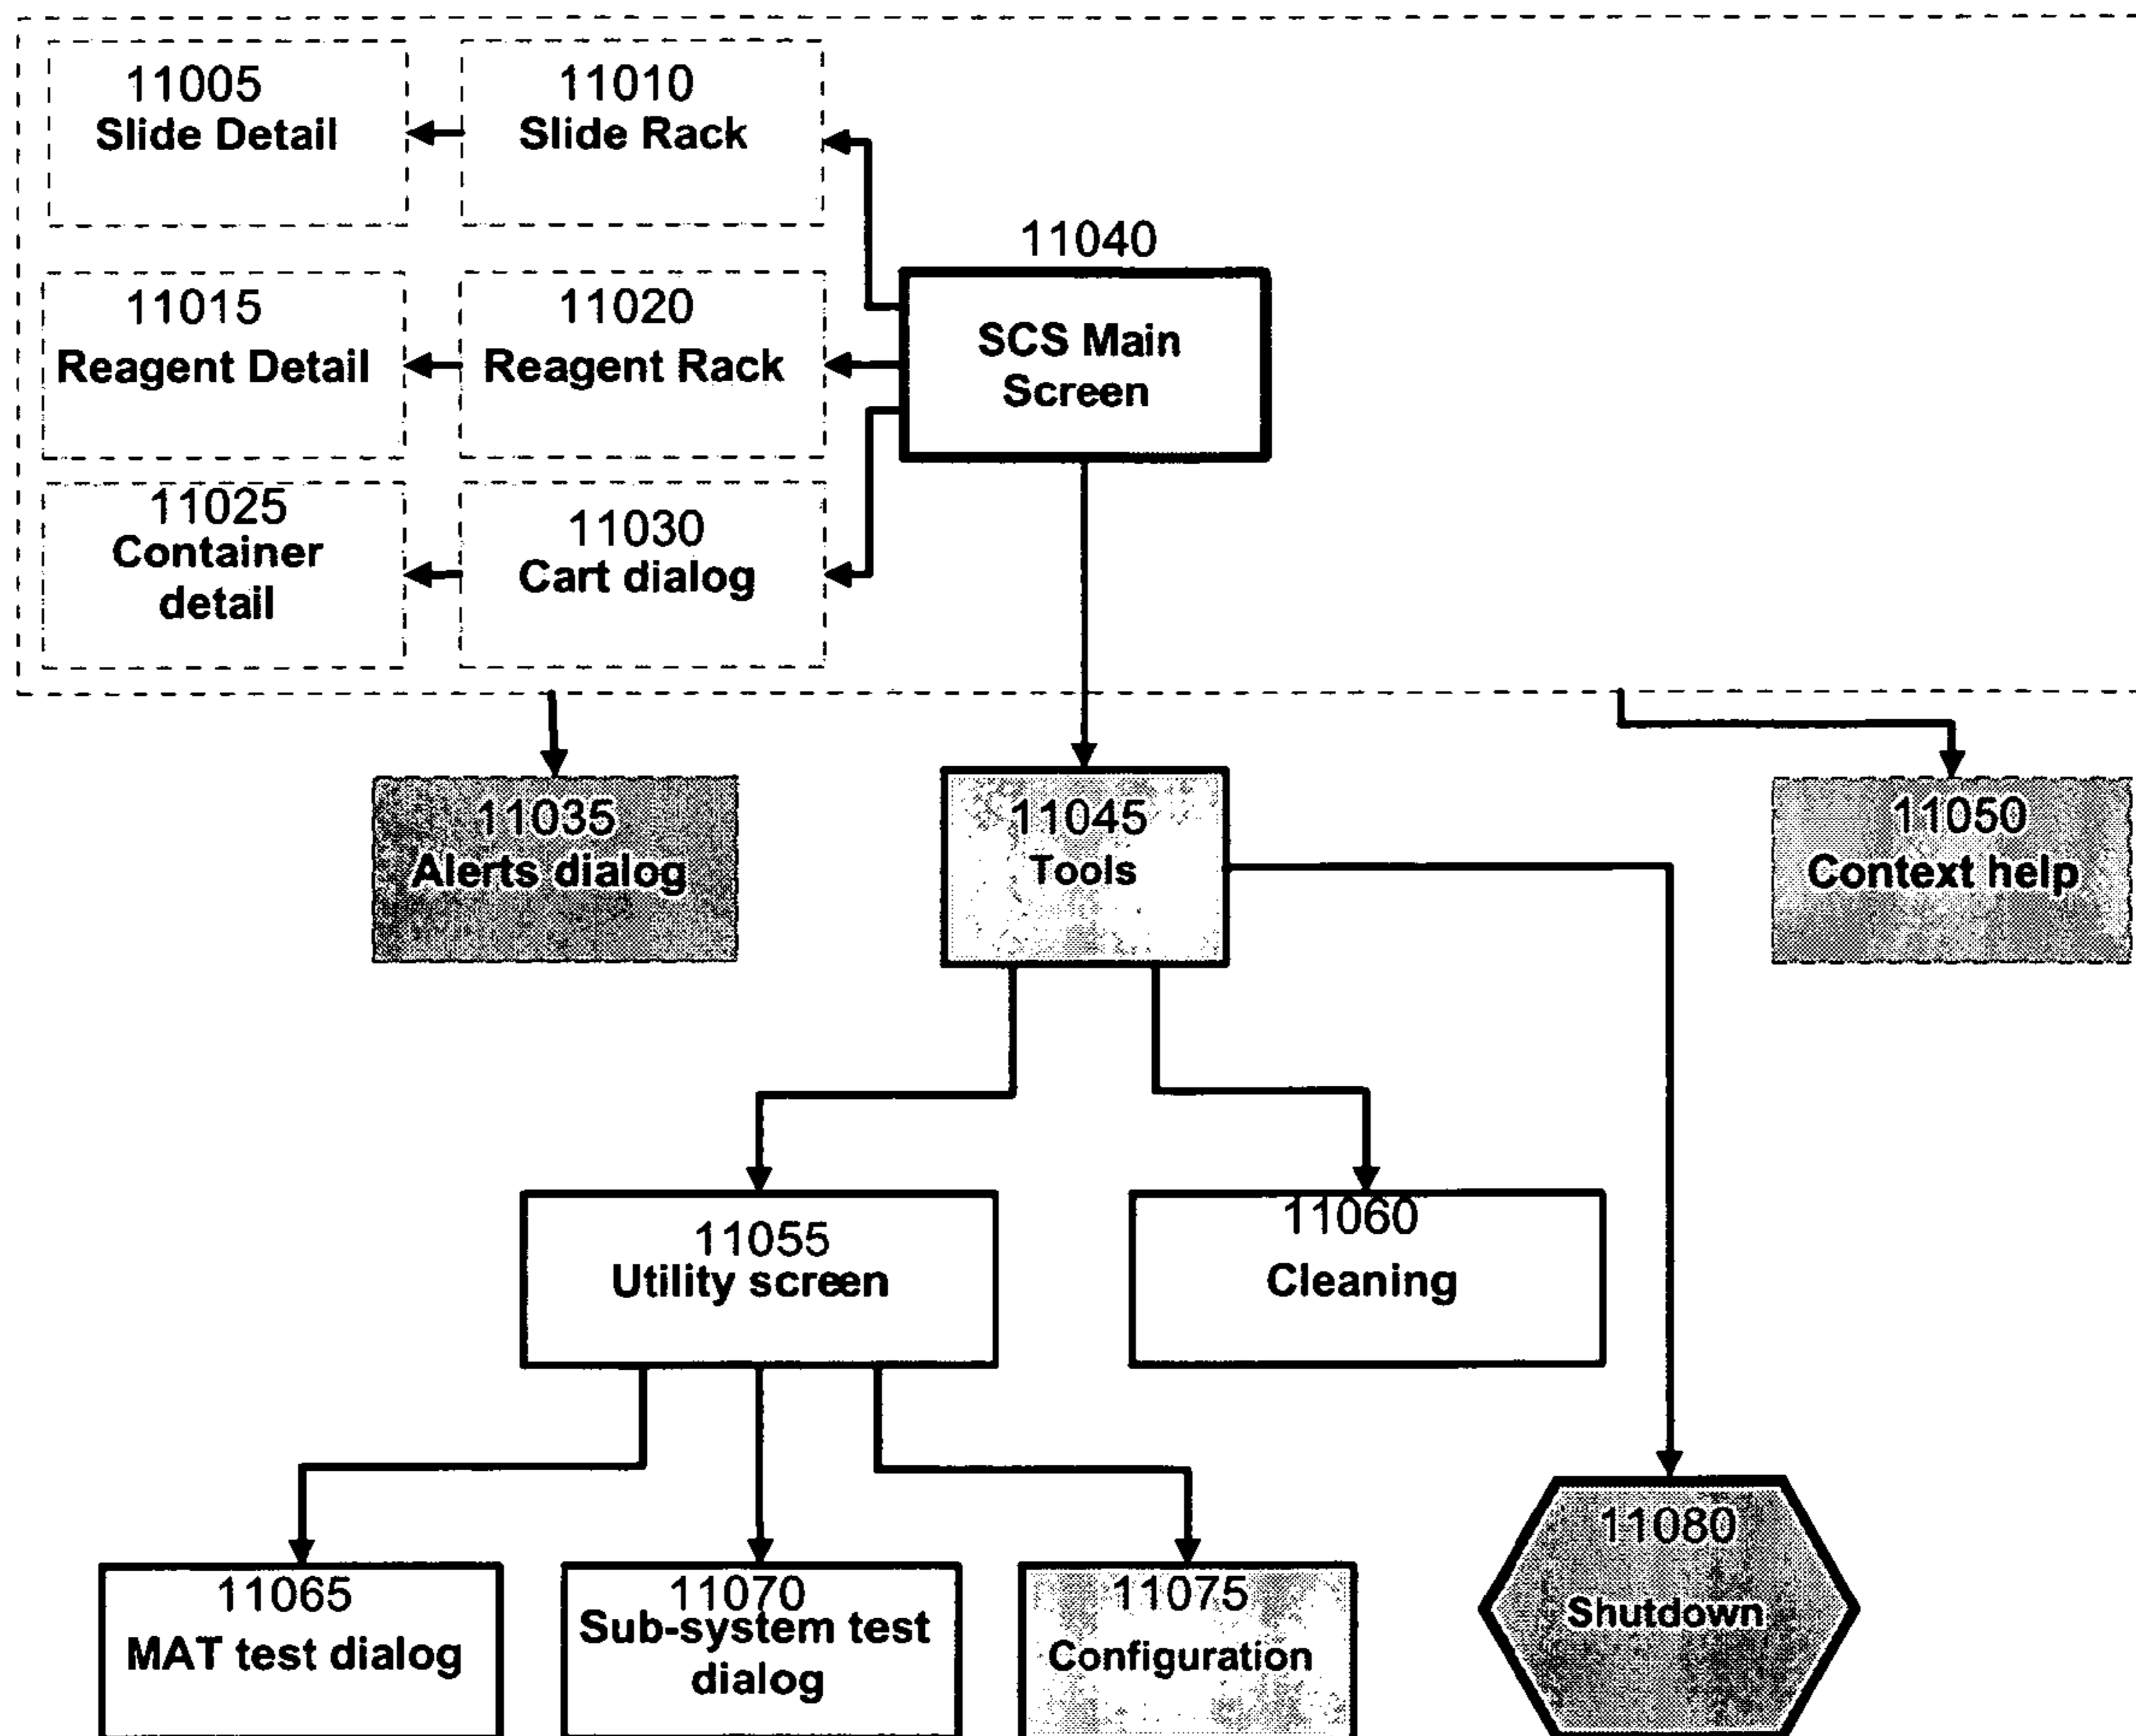 11005
Slide Detail
11010
Slide Rack
11040
SCS Main
Screen
11015
Reagent Detail
11020
Reagent Rack
11025
Container
detail
11030
Cart dialog
11035
Alerts dialog
11045
Tools
11050
Context help
11055
Utility screen
11060
Cleaning
11065
MAT test dialog
11070
Sub-system test
dialog
11075
Configuration
11080
Shutdown